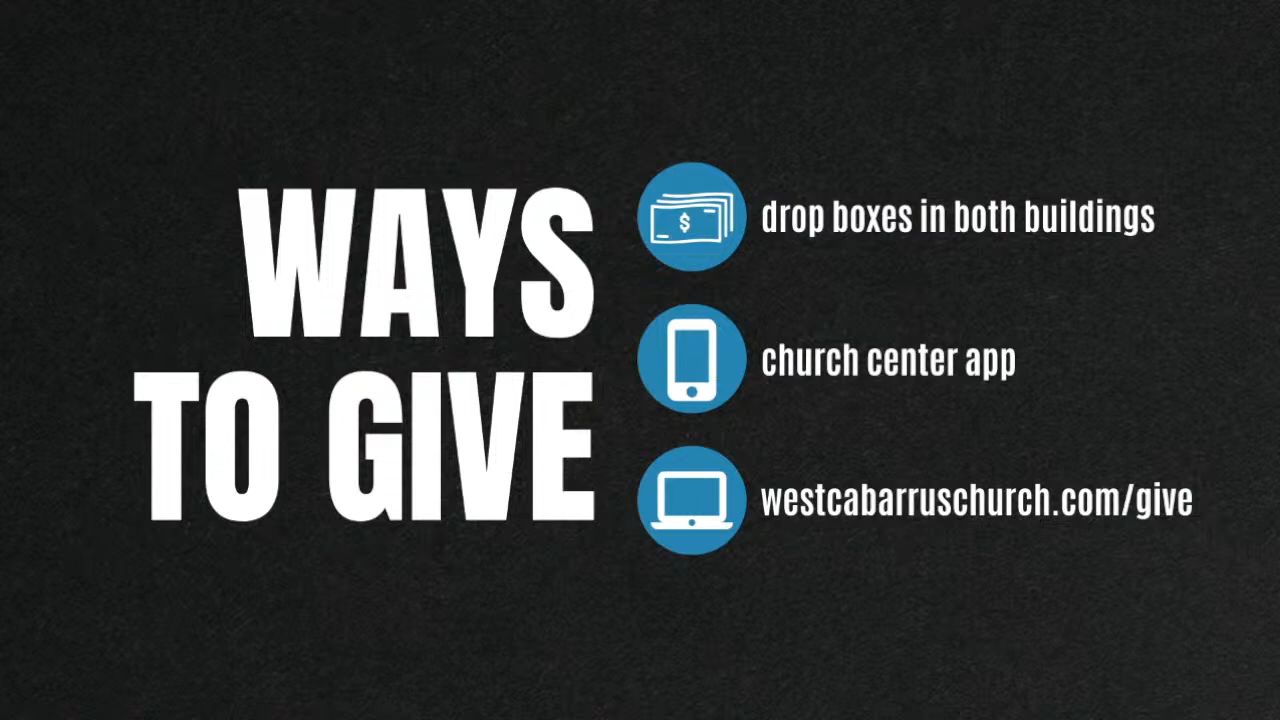 WAYS
TO GIVE
$
drop boxes in both buildings
church center app
westcabarruschurch.com/give